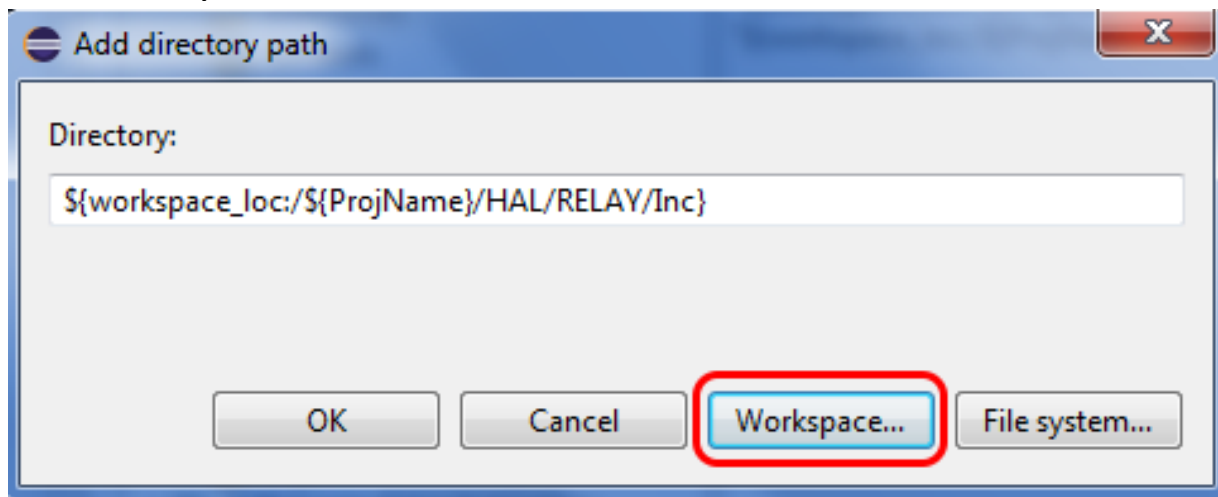 Add directory path
Directory:
${workspace_loc:/${ProjName}/HAL/RELAY/Inc}
OK Cancel Workspace... File system...